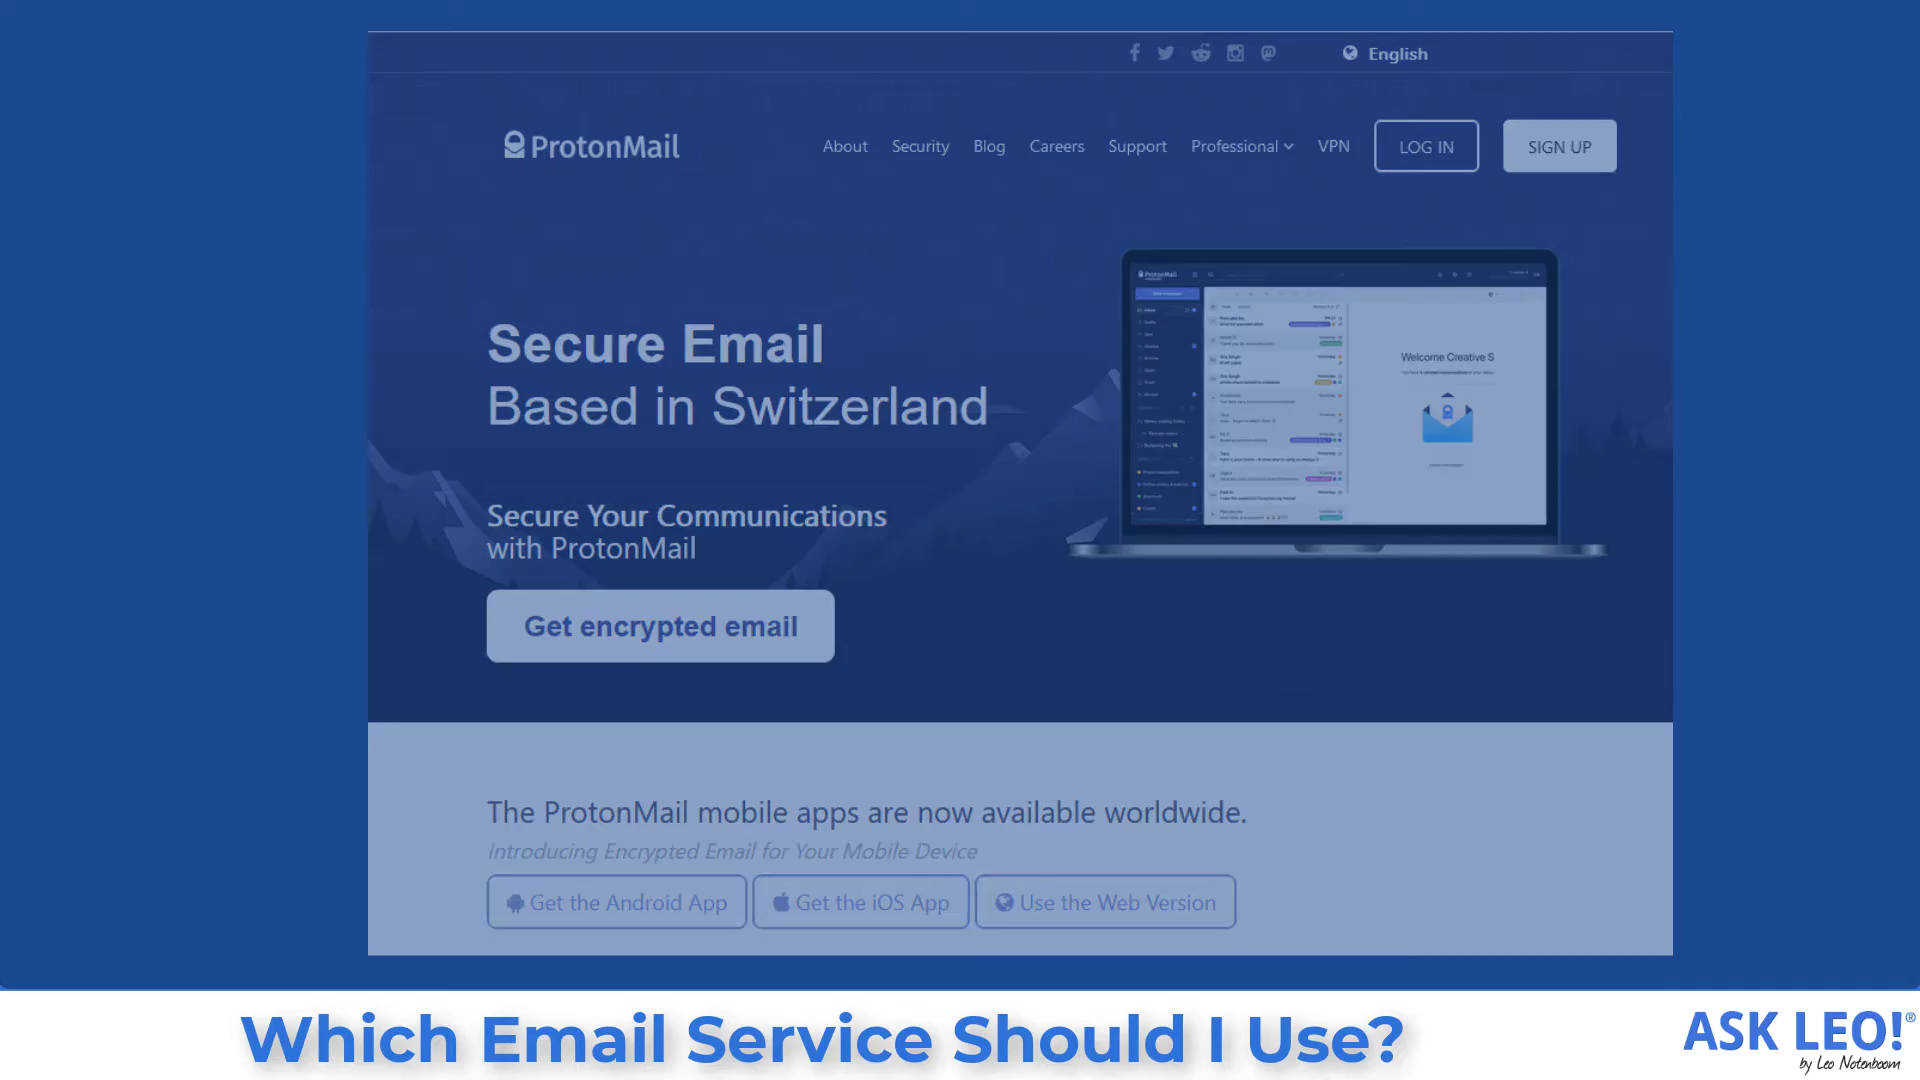 English
ProtonMail
About Security Blog Careers Support Professional VPN LOG IN SIGN UP
Secure Email
Based in Switzerland
Secure Your Communications
with ProtonMail
Get encrypted email
ProtonMail
Welcome Creative S
The ProtonMail mobile apps are now available worldwide.
Introducing Encrypted Email for Your Mobile Device
Get the Android App Get the iOS App Use the Web Version
Which Email Service Should I Use?
ASK LEO!®
by Leo Notenboom